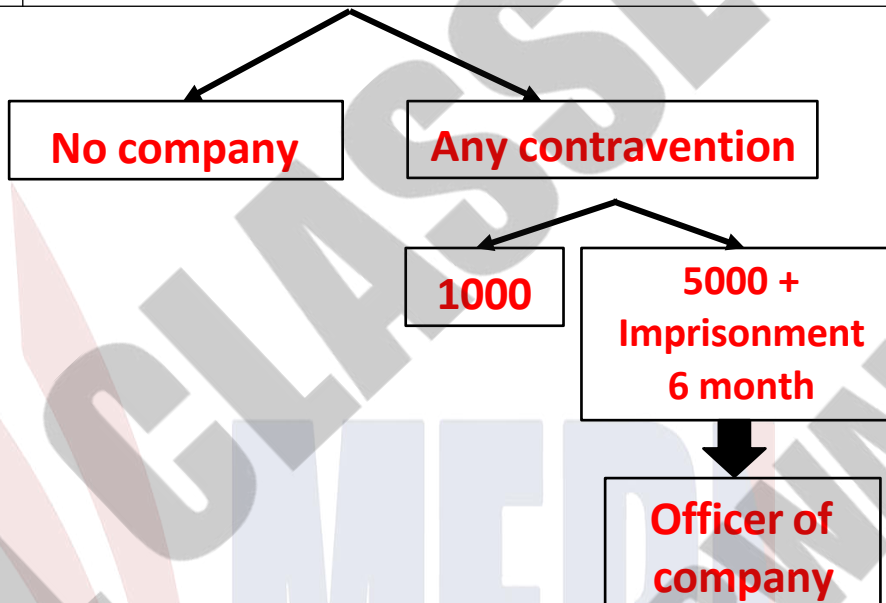 No company
Any contravention
1000
5000 +
Imprisonment
6 month
Officer of
company